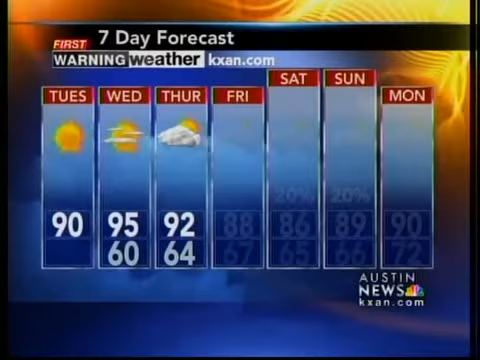 7 Day Forecast
FIRST
WARNING weather kxan.com
TUES WED THUR FRI SAT SUN MON
20% 20%
90 95 92 88 86 89 90
60 64 67 65 66 72
AUSTIN
NEWS
kxan.com